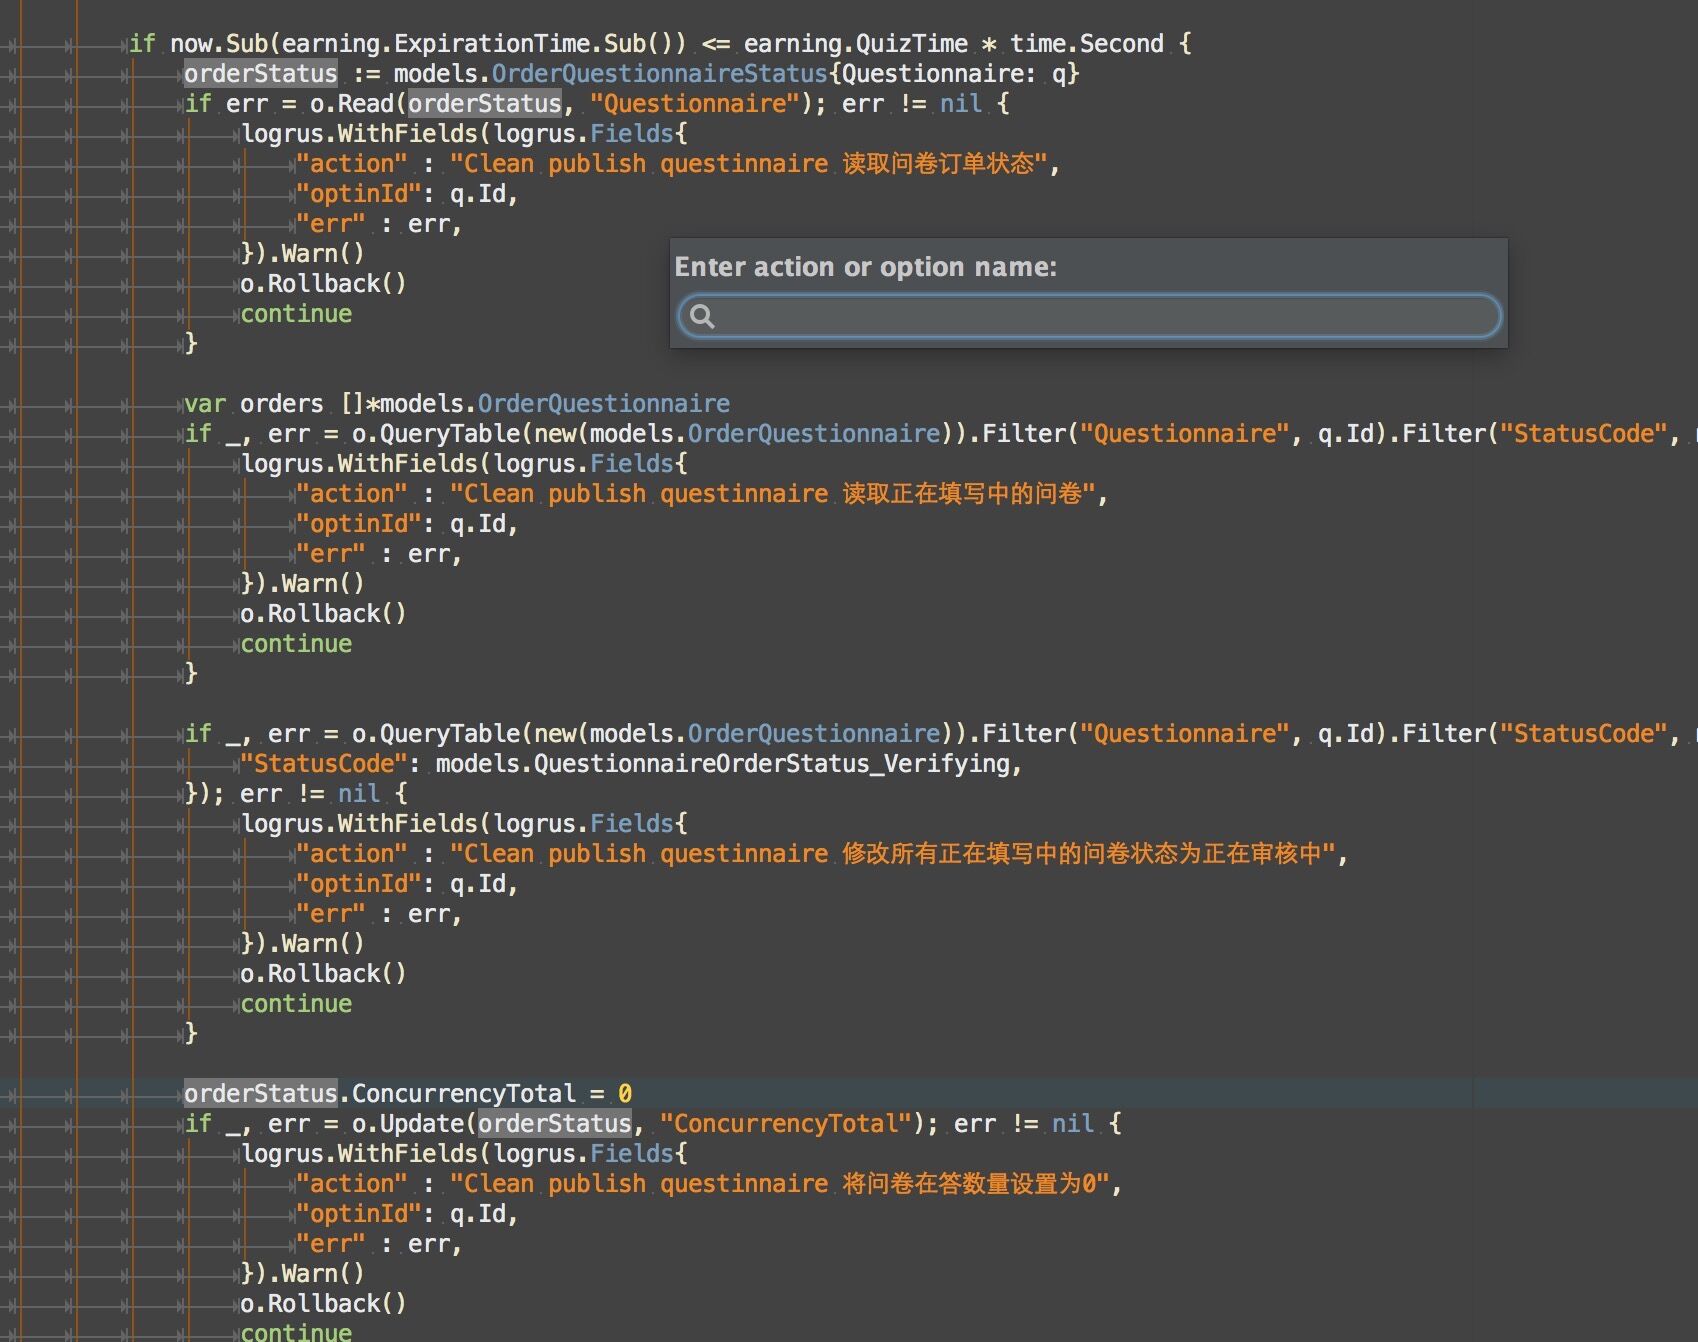 if now.Sub(earning.ExpirationTime.Sub()) <= earning.QuizTime * time.Second {
orderStatus := models.OrderQuestionnaireStatus{Questionnaire: q}
if err = o.Read(orderStatus, "Questionnaire"); err != nil {
logrus.WithFields(logrus.Fields{
"action" : "Clean publish questinnaire 读取问卷订单状态",
"optinId": q.Id,
"err" : err,
}).Warn()
o.Rollback()
continue
}
Enter action or option name:
var orders []*models.OrderQuestionnaire
if _, err = o.QueryTable(new(models.OrderQuestionnaire)).Filter("Questionnaire", q.Id).Filter("StatusCode",
logrus.WithFields(logrus.Fields{
"action" : "Clean publish questinnaire 读取正在填写中的问卷",
"optinId": q.Id,
"err" : err,
}).Warn()
o.Rollback()
continue
}
if _, err = o.QueryTable(new(models.OrderQuestionnaire)).Filter("Questionnaire", q.Id).Filter("StatusCode",
"StatusCode": models.QuestionnaireOrderStatus_Verifying,
}); err != nil {
logrus.WithFields(logrus.Fields{
"action" : "Clean publish questinnaire 修改所有正在填写中的问卷状态为正在审核中",
"optinId": q.Id,
"err" : err,
}).Warn()
o.Rollback()
continue
}
orderStatus.ConcurrencyTotal = 0
if _, err = o.Update(orderStatus, "ConcurrencyTotal"); err != nil {
logrus.WithFields(logrus.Fields{
"action" : "Clean publish questinnaire 将问卷在答数量设置为0",
"optinId": q.Id,
"err" : err,
}).Warn()
o.Rollback()
continue